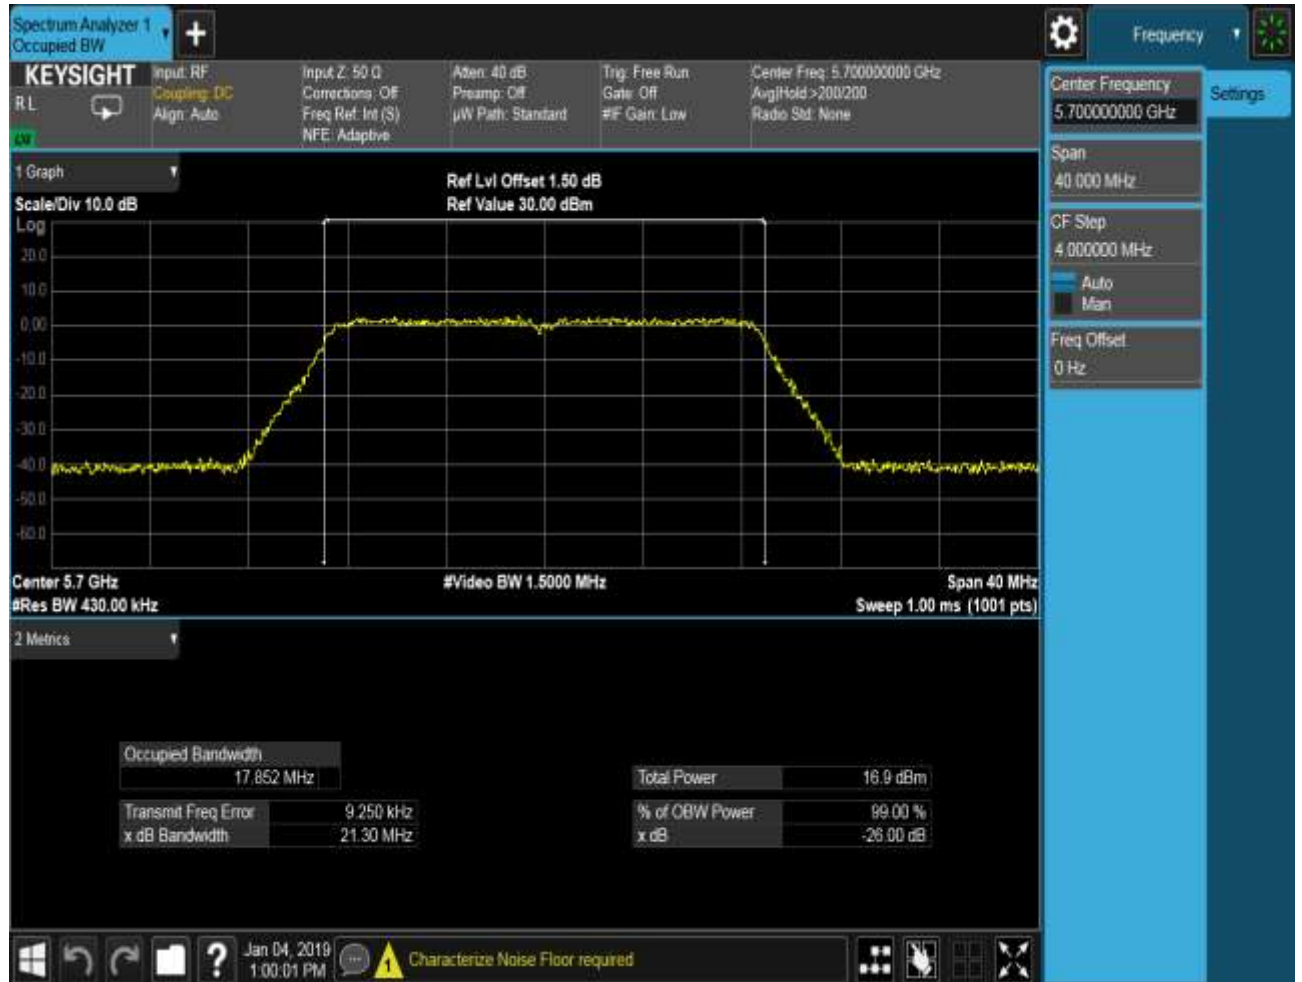 Spectrum Analyzer 1
Occupied BW
Frequency
KEYSIGHT
RL
Input: RF
Coupling: DC
Align: Auto
Input Z: 50 Ω
Corrections: Off
Freq Ref: Int (S)
NFE: Adaptive
Atten: 40 dB
Preamp: Off
µW Path: Standard
Trig: Free Run
Gate: Off
#IF Gain: Low
Center Freq: 5.700000000 GHz
Avg|Hold:>200/200
Radio Std: None
Center Frequency
5.700000000 GHz
Settings
Span
40.000 MHz
CF Step
4.000000 MHz
Auto
Man
Freq Offset
0 Hz
1 Graph
Scale/Div 10.0 dB
Ref Lvl Offset 1.50 dB
Ref Value 30.00 dBm
Log
20.0
10.0
0.00
-10.0
-20.0
-30.0
-40.0
-50.0
-60.0
Center 5.7 GHz
#Video BW 1.5000 MHz
Span 40 MHz
#Res BW 430.00 kHz
Sweep 1.00 ms (1001 pts)
2 Metrics
Occupied Bandwidth
17.852 MHz
Total Power 16.9 dBm
Transmit Freq Error 9.250 kHz
% of OBW Power 99.00 %
x dB Bandwidth 21.30 MHz
x dB -26.00 dB
?
Jan 04, 2019
1:00:01 PM
1
Characterize Noise Floor required